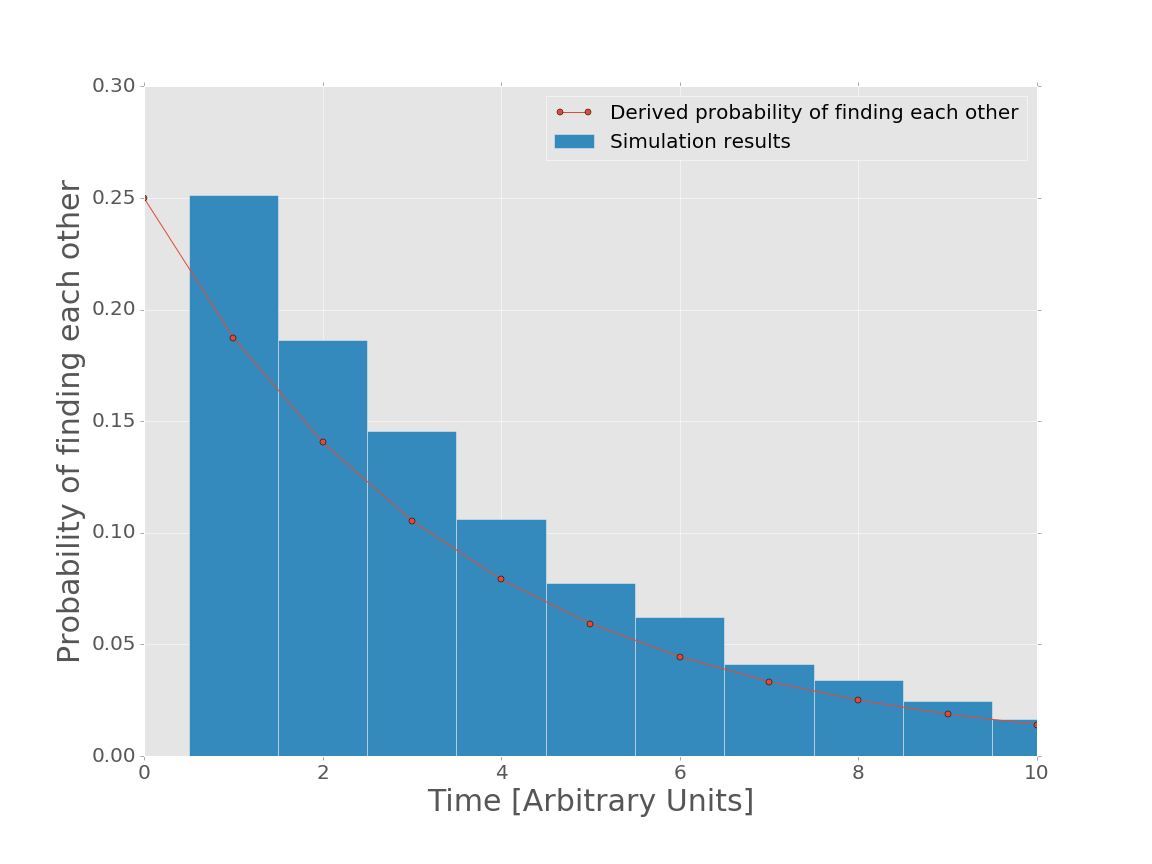 0.30
0.25
0.20
0.15
0.10
0.05
0.00
Probability of finding each other
Derived probability of finding each other
Simulation results
0 2 4 6 8 10
Time [Arbitrary Units]